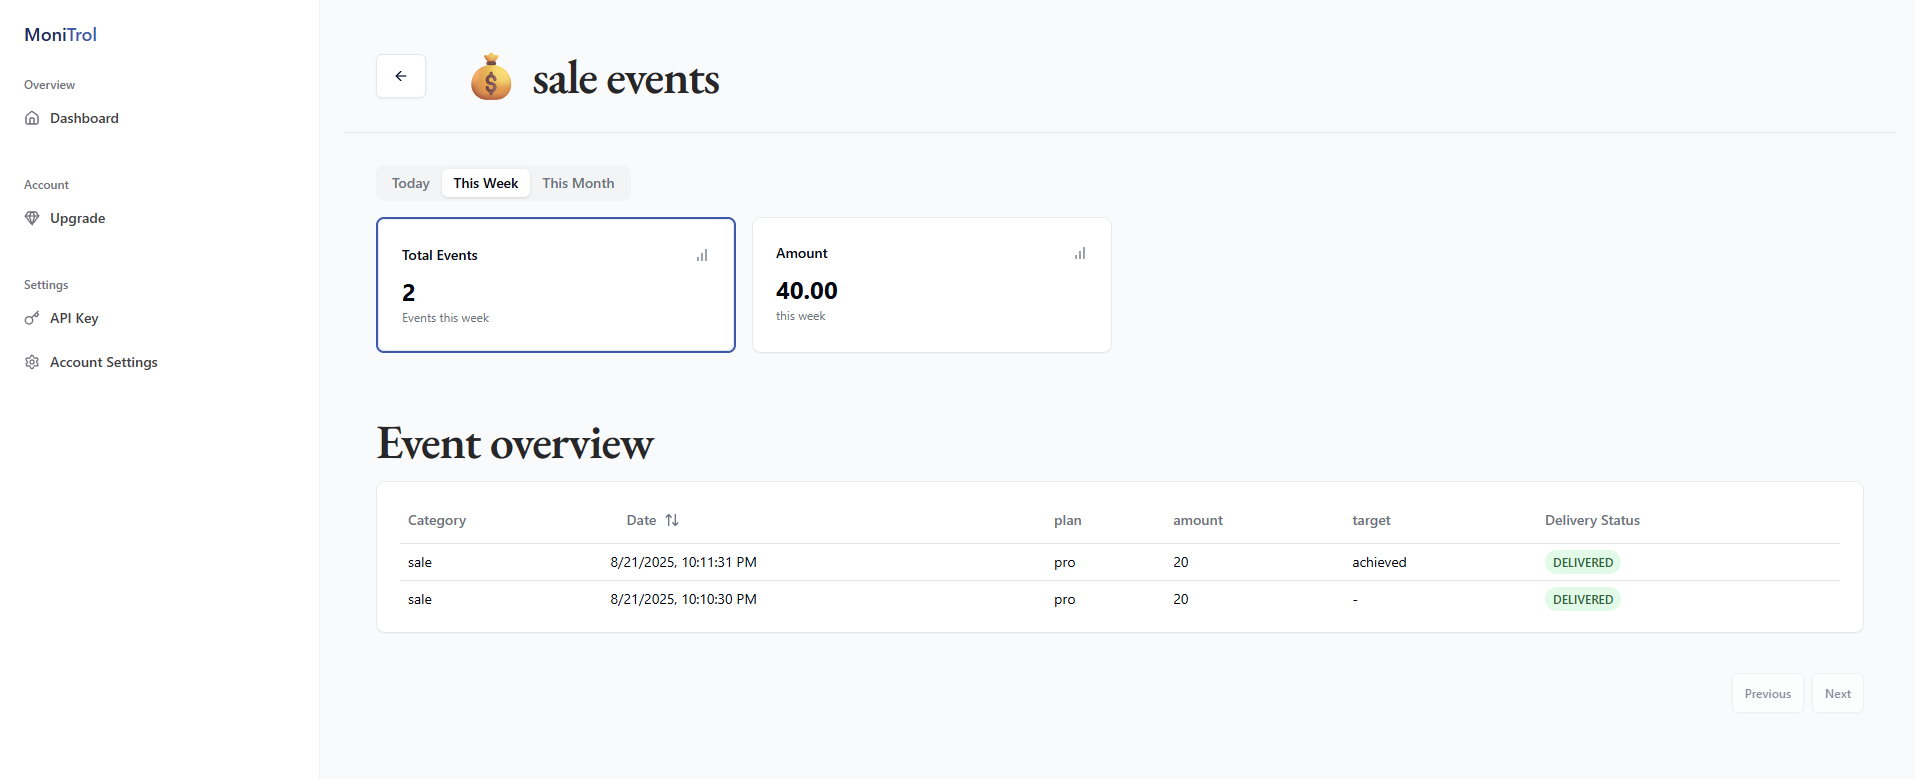 MoniTrol
Overview
Dashboard
Account
Upgrade
Settings
API Key
Account Settings
sale events
Today This Week This Month
Total Events
2
Events this week
Amount
40.00
this week
Event overview
Category Date plan amount target Delivery Status
sale 8/21/2025, 10:11:31 PM pro 20 achieved DELIVERED
sale 8/21/2025, 10:10:30 PM pro 20 - DELIVERED
Previous Next